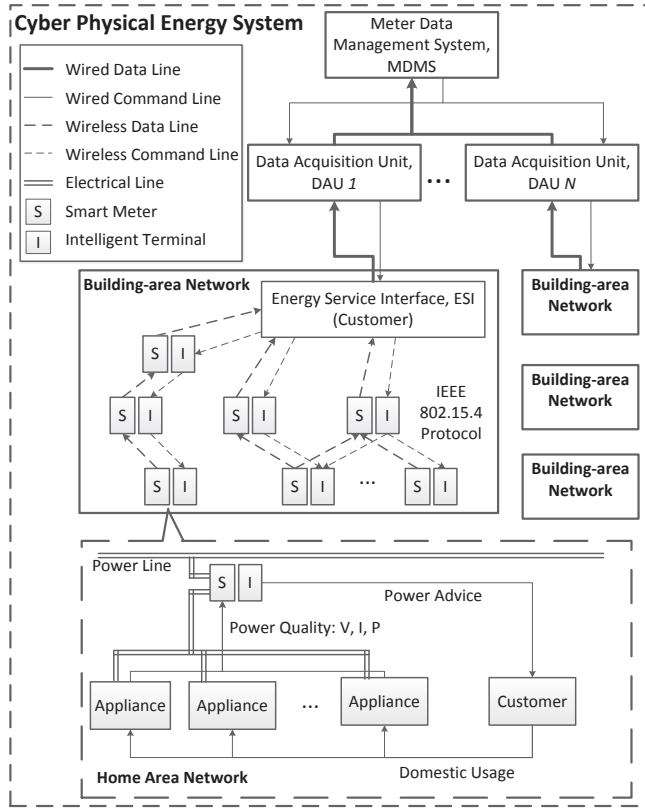 Cyber Physical Energy System
Wired Data Line
Wired Command Line
Wireless Data Line
Wireless Command Line
Electrical Line
S Smart Meter
I Intelligent Terminal
Meter Data
Management System,
MDMS
Data Acquisition Unit,
DAU 1
...
Data Acquisition Unit,
DAU N
Building-area Network
Energy Service Interface, ESI
(Customer)
S I
S I
S I
S I
IEEE
802.15.4
Protocol
S I
S I
...
S I
Building-area
Network
Building-area
Network
Building-area
Network
Power Line
S I
Power Advice
Power Quality: V, I, P
Appliance
Appliance
...
Appliance
Customer
Domestic Usage
Home Area Network